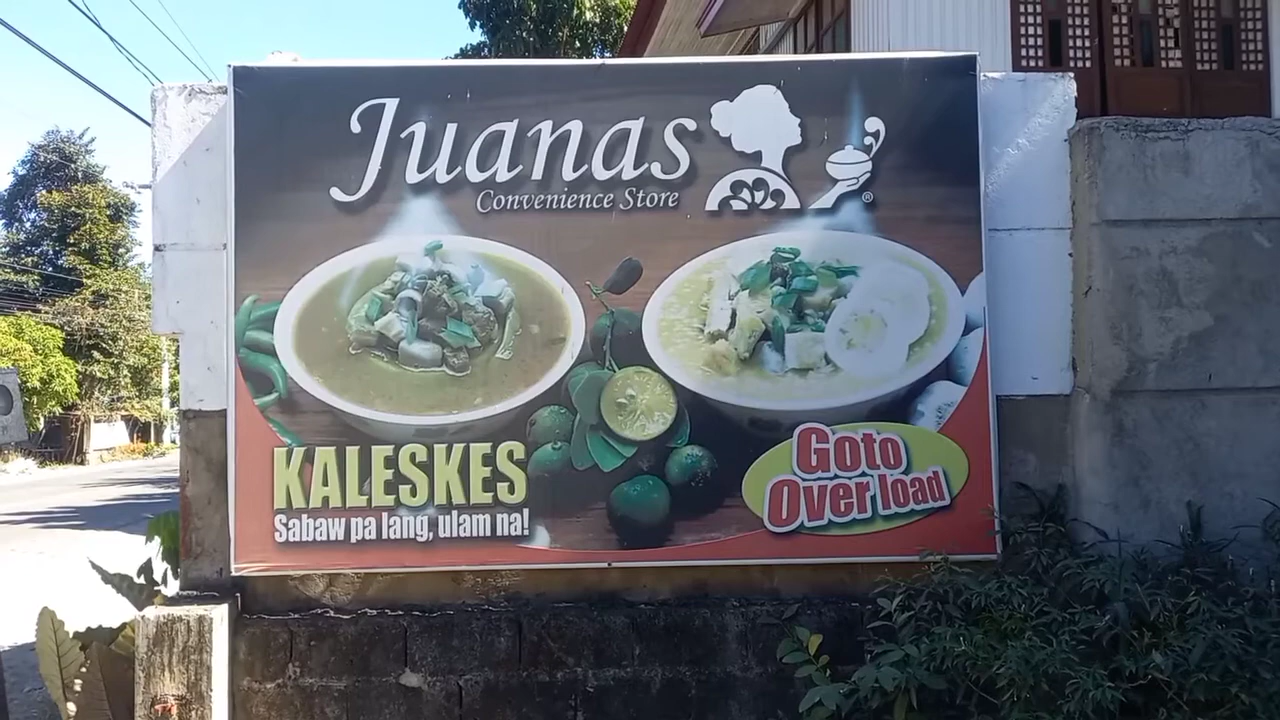 Juanas
Convenience Store
®
KALESKES
Sabaw pa lang, ulam na!
Goto
Over load